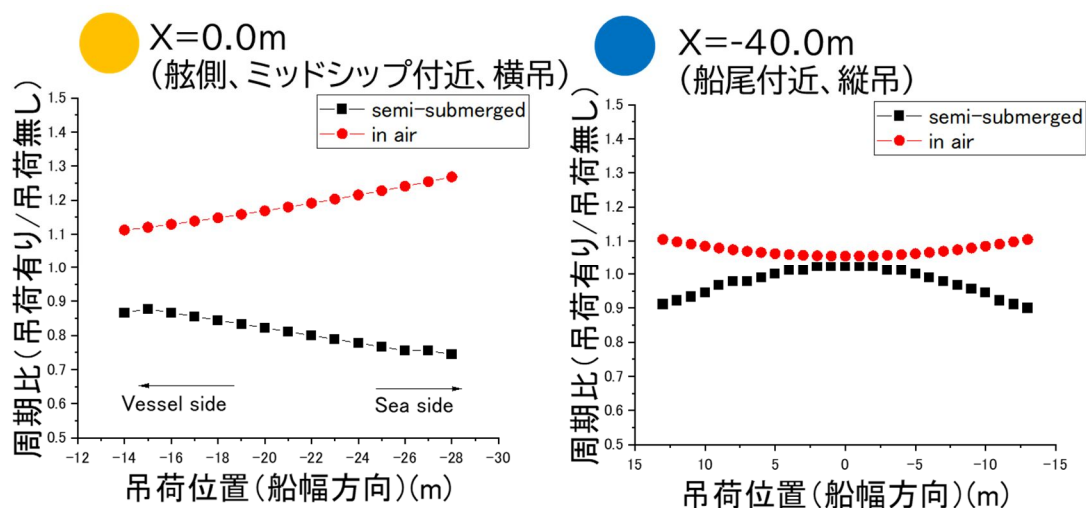 X=0.0m
(舷側、ミッドシップ付近、横吊)
周期比(吊荷有り/吊荷無し)
1.5
1.4
1.3
1.2
1.1
1.0
0.9
0.8
0.7
0.6
0.5
semi-submerged
in air
Vessel side
Sea side
-12
-14
-16
-18
-20
-22
-24
-26
-28
-30
吊荷位置(船幅方向)(m)
X=-40.0m
(船尾付近、縦吊)
周期比(吊荷有り/吊荷無し)
1.5
1.4
1.3
1.2
1.1
1.0
0.9
0.8
0.7
0.6
0.5
semi-submerged
in air
15
10
5
0
-5
-10
-15
吊荷位置(船幅方向)(m)